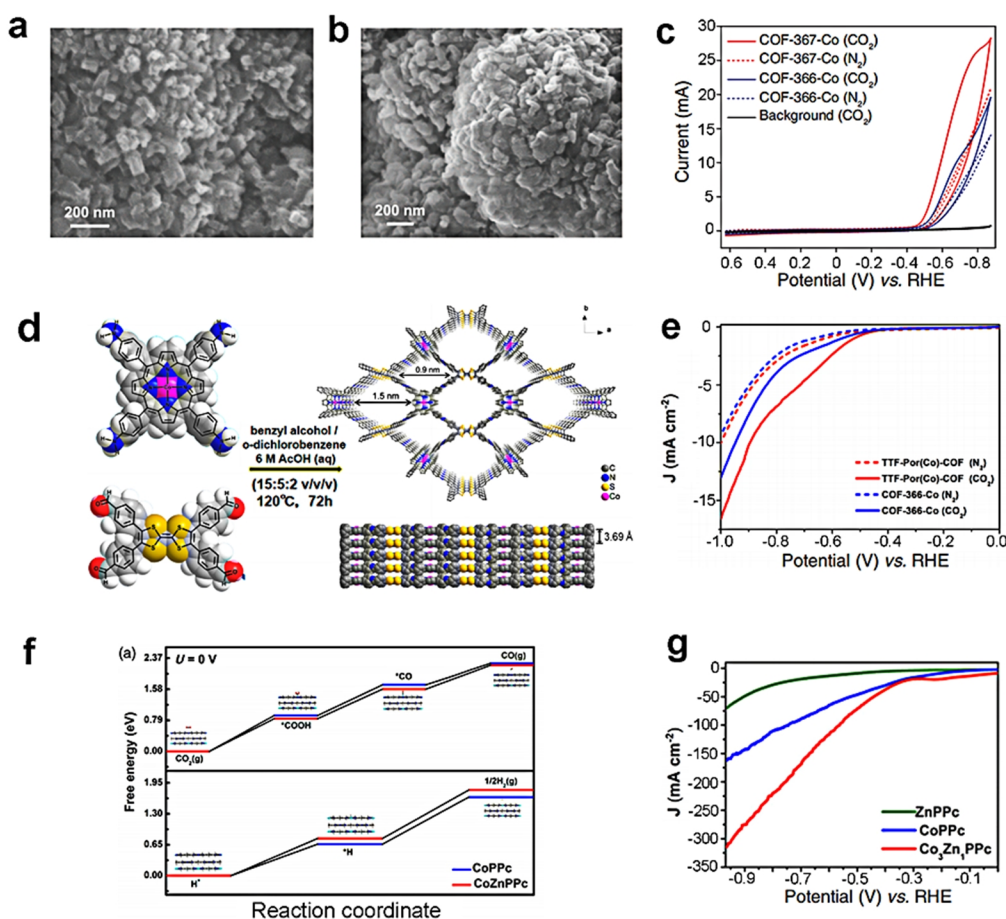 a
200 nm
b
200 nm
c
COF-367-Co (CO₂)
COF-367-Co (N₂)
COF-366-Co (CO₂)
COF-366-Co (N₂)
Background (CO₂)
Current (mA)
30
25
20
15
10
5
0
0.6 0.4 0.2 0.0 -0.2 -0.4 -0.6 -0.8
Potential (V) vs. RHE
d
benzyl alcohol /
o-dichlorobenzene
6 M AcOH (aq)
(15:5:2 v/v/v)
120℃, 72h
b
a
0.9 nm
1.5 nm
C
N
S
Co
3.69 Å
e
J (mA cm⁻²)
0
-5
-10
-15
TTF-Por(Co)-COF (N₂)
TTF-Por(Co)-COF (CO₂)
COF-366-Co (N₂)
COF-366-Co (CO₂)
-1.0 -0.8 -0.6 -0.4 -0.2 0.0
Potential (V) vs. RHE
f
(a)
U = 0 V
Free energy (eV)
2.37
1.58
0.79
0.00
CO₂(g)
*COOH
*CO
CO(g)
1.95
1.30
0.65
0.00
H⁺
*H
1/2H₂(g)
CoPPc
CoZnPPc
Reaction coordinate
g
J (mA cm⁻²)
0
-50
-100
-150
-200
-250
-300
-350
ZnPPc
CoPPc
Co₃Zn₁PPc
-0.9 -0.7 -0.5 -0.3 -0.1
Potential (V) vs. RHE